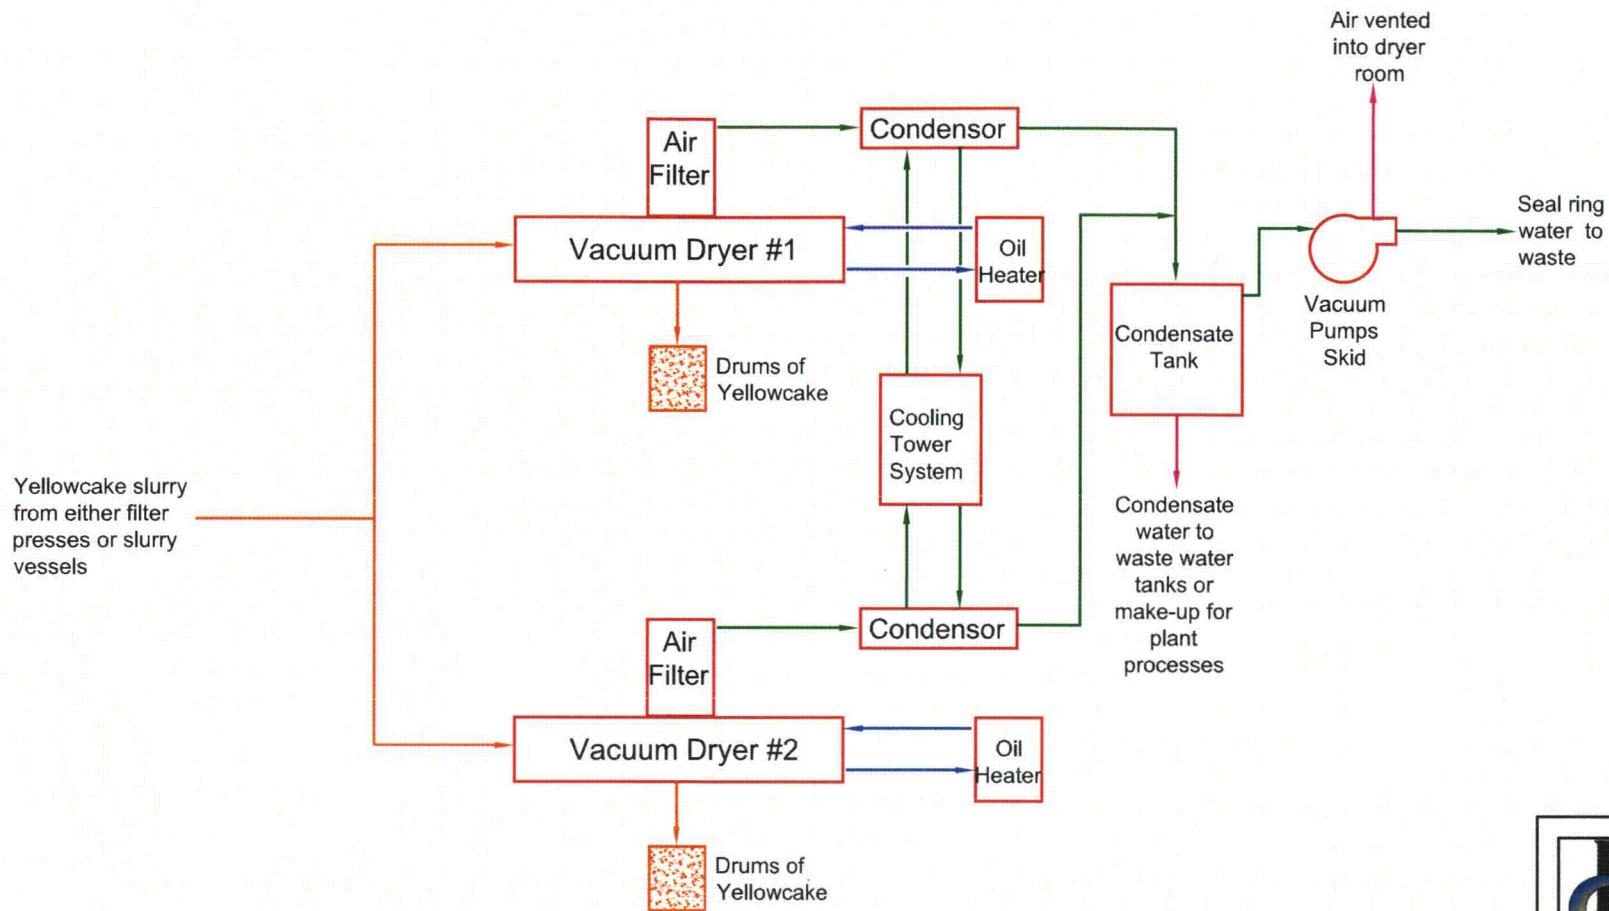 Air vented
into dryer
room
Air
Filter
Condensor
Vacuum Dryer #1
Oil
Heater
Seal ring
water to
waste
Vacuum
Pumps
Skid
Condensate
Tank
Drums of
Yellowcake
Cooling
Tower
System
Yellowcake slurry
from either filter
presses or slurry
vessels
Condensate
water to
waste water
tanks or
make-up for
plant
processes
Air
Filter
Condensor
Vacuum Dryer #2
Oil
Heater
Drums of
Yellowcake